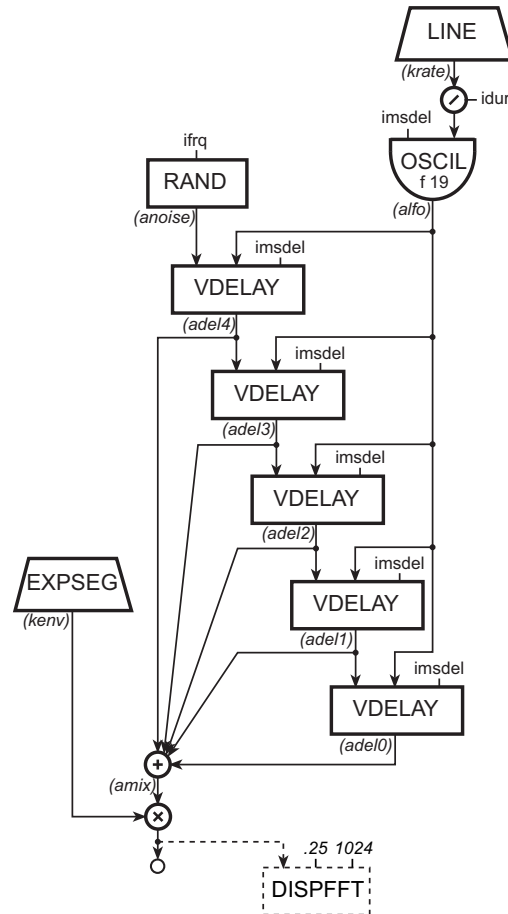 LINE
(krate)
idur
imsdel
OSCIL
f 19
(alfo)
ifrq
RAND
(anoise)
imsdel
VDELAY
(adel4)
imsdel
VDELAY
(adel3)
imsdel
VDELAY
(adel2)
EXPSEG
(kenv)
imsdel
VDELAY
(adel1)
imsdel
VDELAY
(adel0)
+
(amix)
×
.25 1024
DISPFFT